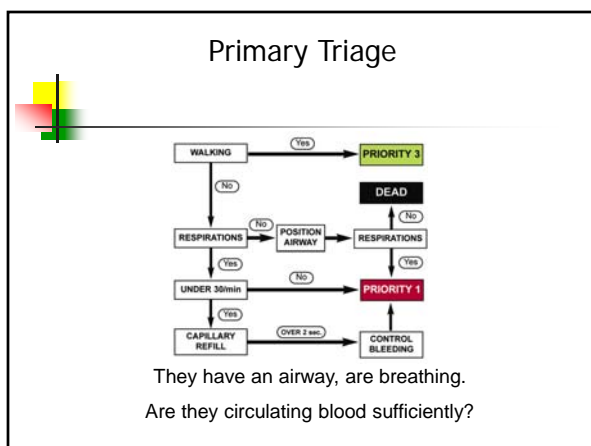 Primary Triage
WALKING
Yes
PRIORITY 3
No
DEAD
No
RESPIRATIONS
No
POSITION
AIRWAY
RESPIRATIONS
Yes
Yes
UNDER 30/min
No
PRIORITY 1
Yes
CAPILLARY
REFILL
OVER 2 sec.
CONTROL
BLEEDING
They have an airway, are breathing.
Are they circulating blood sufficiently?